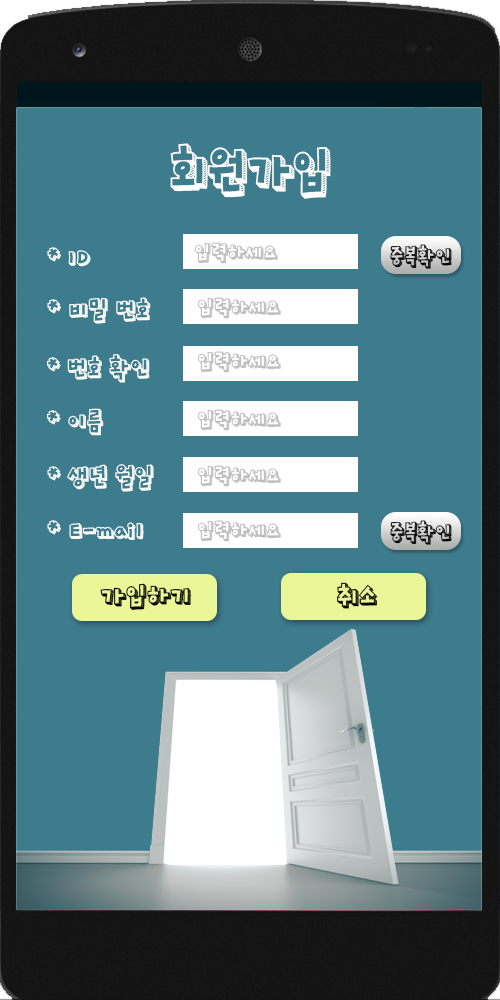 회원가입
* ID 입력하세요 중복확인
* 비밀 번호 입력하세요
* 번호 확인 입력하세요
* 이름 입력하세요
* 생년 월일 입력하세요
* E-mail 입력하세요 중복확인
가입하기 취소